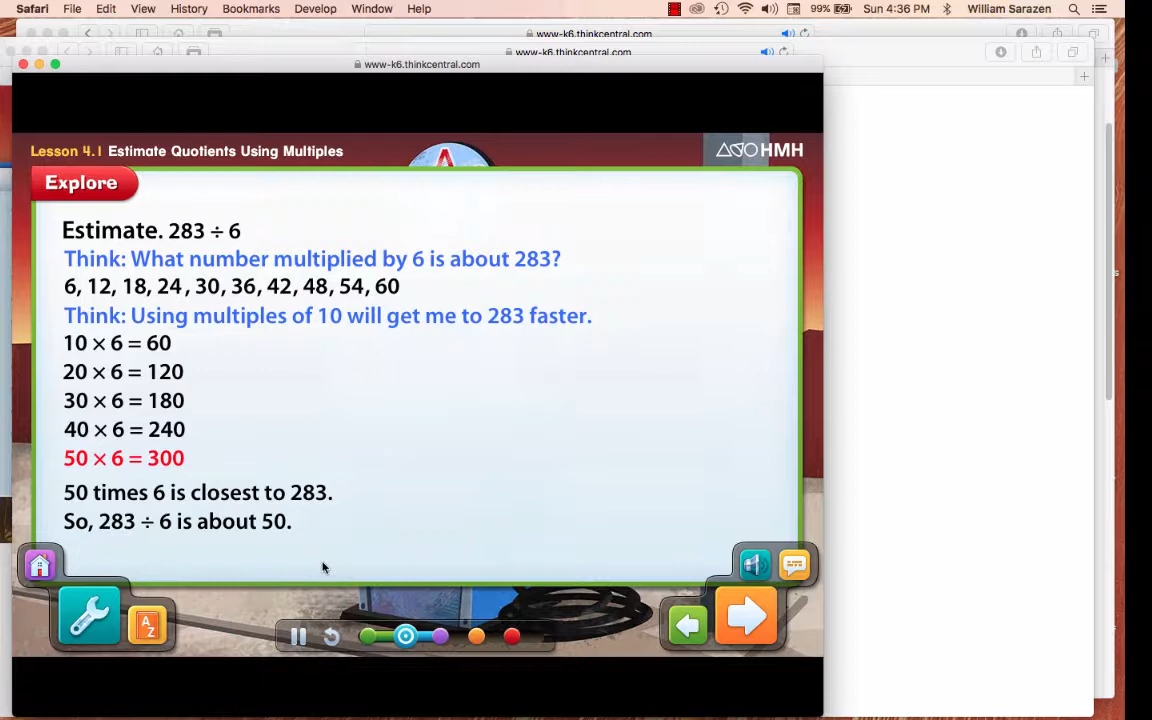 Safari File Edit View History Bookmarks Develop Window Help 99% Sun 4:36 PM William Sarazen
www-k6.thinkcentral.com
www-k6.thinkcentral.com
www-k6.thinkcentral.com
Lesson 4.1 Estimate Quotients Using Multiples HMH
Explore
Estimate. 283 ÷ 6
Think: What number multiplied by 6 is about 283?
6, 12, 18, 24, 30, 36, 42, 48, 54, 60
Think: Using multiples of 10 will get me to 283 faster.
10 × 6 = 60
20 × 6 = 120
30 × 6 = 180
40 × 6 = 240
50 × 6 = 300
50 times 6 is closest to 283.
So, 283 ÷ 6 is about 50.
A
Z